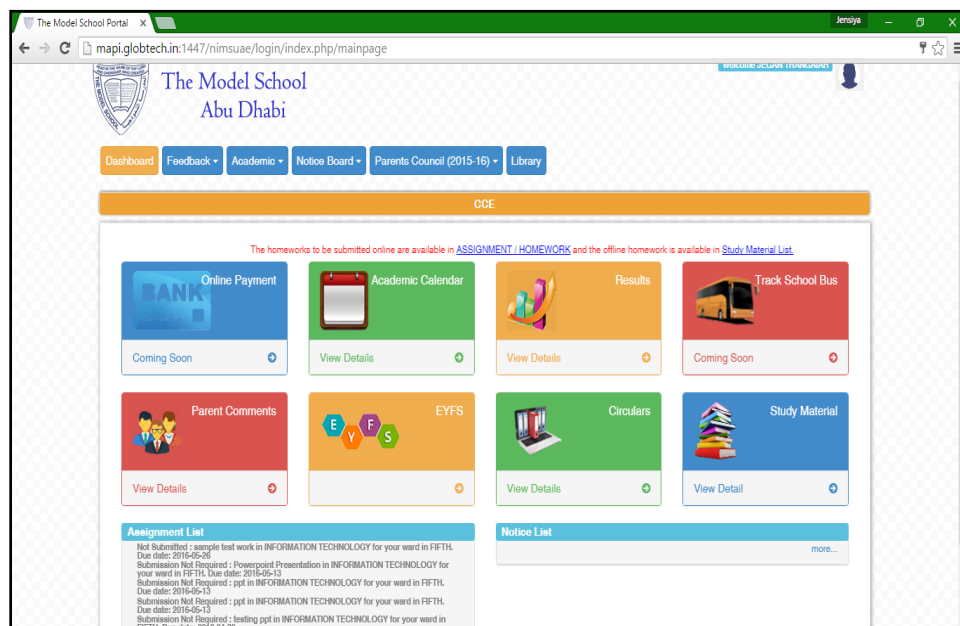 The Model School Portal
Jensiya
mapi.globtech.in:1447/nimsuae/login/index.php/mainpage
Welcome JEGAN THANGAIAH
The Model School
Abu Dhabi
Dashboard Feedback Academic Notice Board Parents Council (2015-16) Library
CCE
The homeworks to be submitted online are available in ASSIGNMENT / HOMEWORK and the offline homework is available in Study Material List.
BANK
Online Payment
Academic Calendar
Results
Track School Bus
Coming Soon
View Details
View Details
Coming Soon
Parent Comments
E Y F S
EYFS
Circulars
Study Material
View Details
View Details
View Detail
Assignment List
Not Submitted : sample test work in INFORMATION TECHNOLOGY for your ward in FIFTH.
Due date: 2016-05-26
Submission Not Required : Powerpoint Presentation in INFORMATION TECHNOLOGY for
your ward in FIFTH. Due date: 2016-05-13
Submission Not Required : ppt in INFORMATION TECHNOLOGY for your ward in FIFTH.
Due date: 2016-05-13
Submission Not Required : ppt in INFORMATION TECHNOLOGY for your ward in FIFTH.
Due date: 2016-05-13
Submission Not Required : testing ppt in INFORMATION TECHNOLOGY for your ward in
Notice List
more...